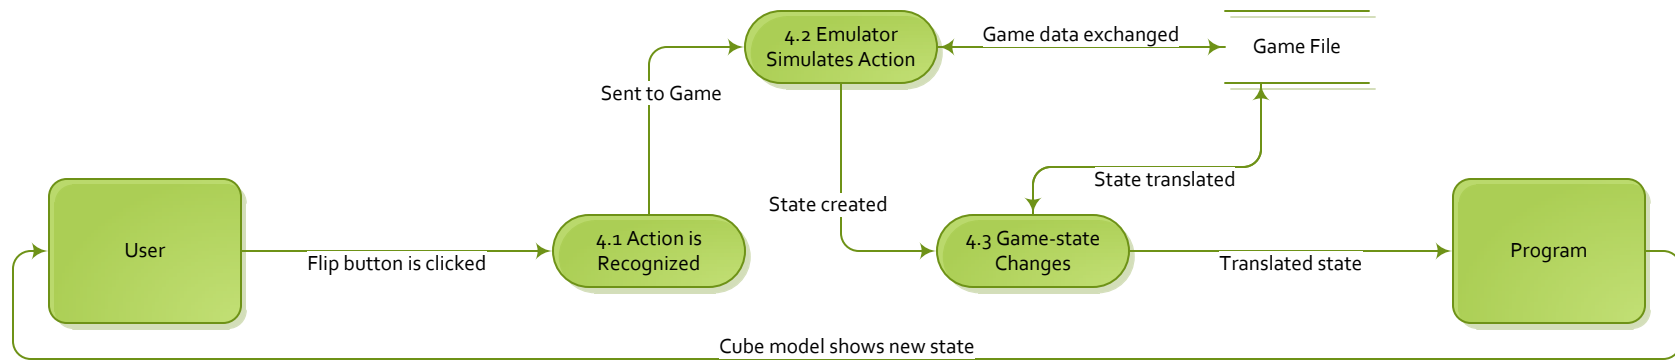 4.2 Emulator
Simulates Action
Game data exchanged
Game File
Sent to Game
State translated
State created
User
Flip button is clicked
4.1 Action is
Recognized
4.3 Game-state
Changes
Translated state
Program
Cube model shows new state